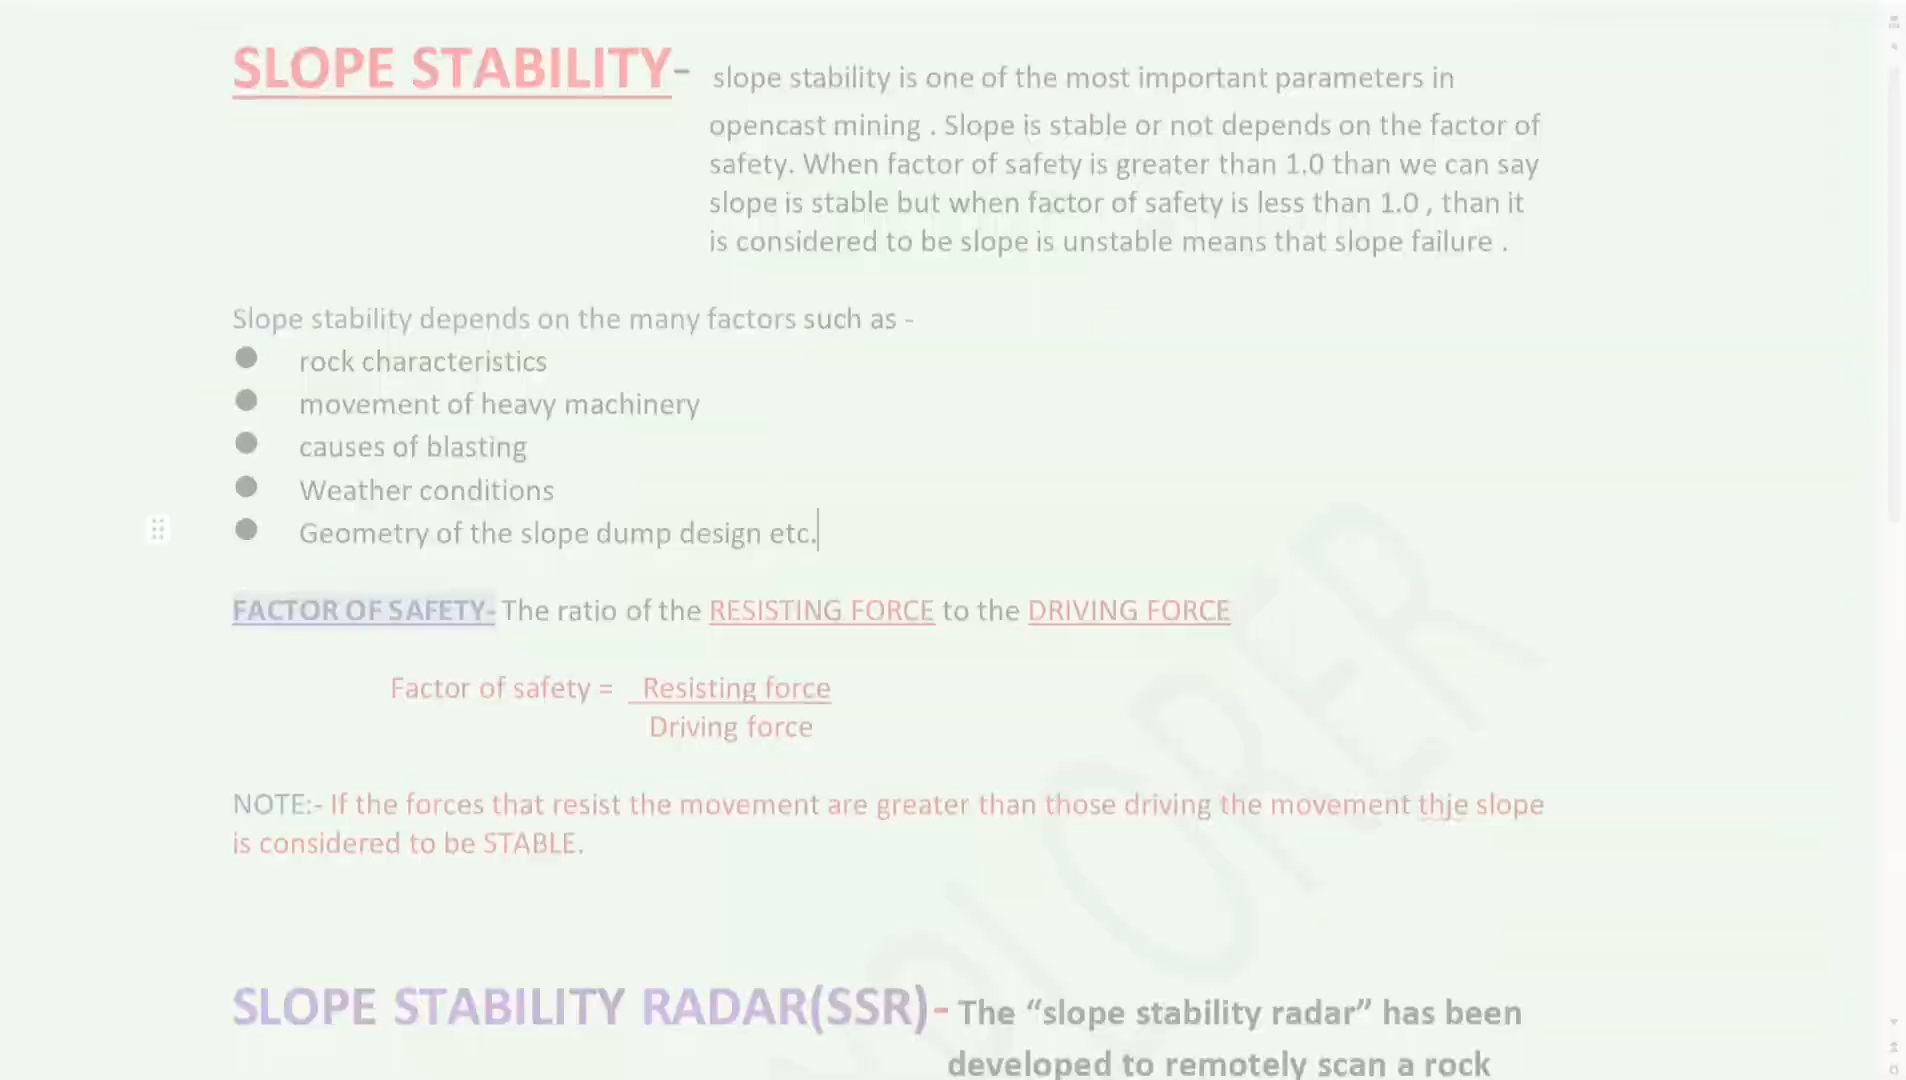 SLOPE STABILITY- slope stability is one of the most important parameters in
opencast mining . Slope is stable or not depends on the factor of
safety. When factor of safety is greater than 1.0 than we can say
slope is stable but when factor of safety is less than 1.0 , than it
is considered to be slope is unstable means that slope failure .
Slope stability depends on the many factors such as -
● rock characteristics
● movement of heavy machinery
● causes of blasting
● Weather conditions
● Geometry of the slope dump design etc.
FACTOR OF SAFETY- The ratio of the RESISTING FORCE to the DRIVING FORCE
Factor of safety = Resisting force
Driving force
NOTE:- If the forces that resist the movement are greater than those driving the movement thje slope
is considered to be STABLE.
SLOPE STABILITY RADAR(SSR)- The “slope stability radar” has been
developed to remotely scan a rock